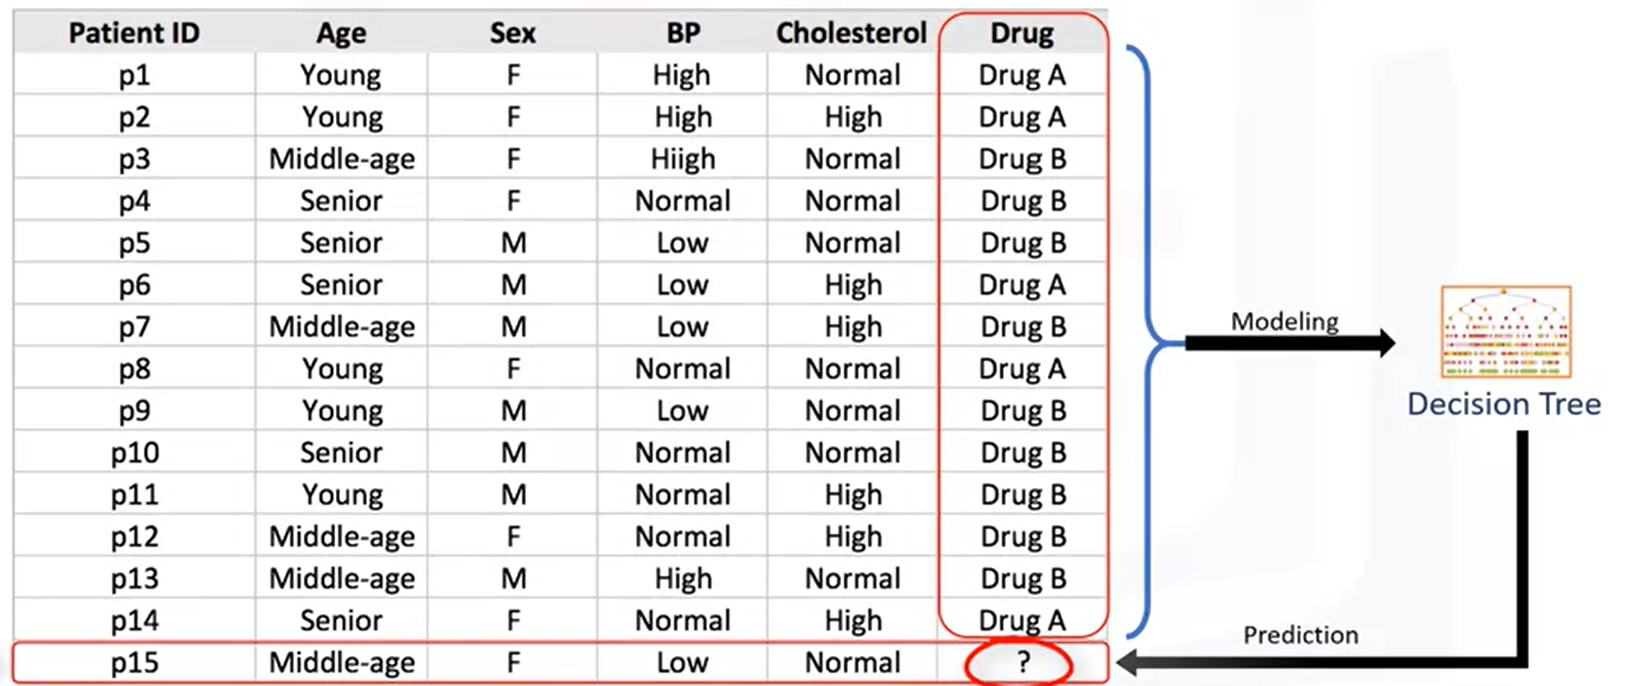 Patient ID Age Sex BP Cholesterol Drug
p1 Young F High Normal Drug A
p2 Young F High High Drug A
p3 Middle-age F Hiigh Normal Drug B
p4 Senior F Normal Normal Drug B
p5 Senior M Low Normal Drug B
p6 Senior M Low High Drug A
p7 Middle-age M Low High Drug B
p8 Young F Normal Normal Drug A
p9 Young M Low Normal Drug B
p10 Senior M Normal Normal Drug B
p11 Young M Normal High Drug B
p12 Middle-age F Normal High Drug B
p13 Middle-age M High Normal Drug B
p14 Senior F Normal High Drug A
p15 Middle-age F Low Normal ?
Modeling
Decision Tree
Prediction